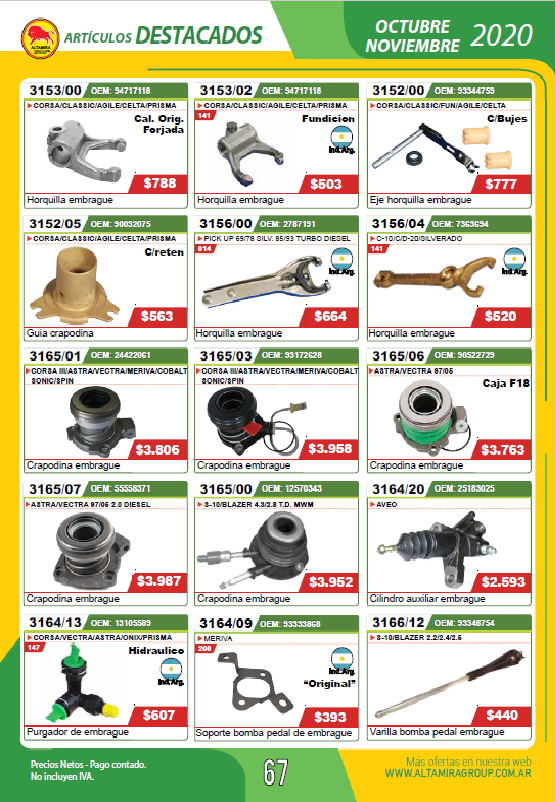 ALTAMIRA GROUP
ARTÍCULOS DESTACADOS
OCTUBRE
NOVIEMBRE 2020
3153/00 OEM: 94717118
CORSA/CLASSIC/AGILE/CELTA/PRISMA
Cal. Orig.
Forjada
$788
Horquilla embrague
3153/02 OEM: 94717118
CORSA/CLASSIC/AGILE/CELTA/PRISMA
141
Fundicion
Ind.Arg.
$503
Horquilla embrague
3152/00 OEM: 93344759
CORSA/CLASSIC/FUN/AGILE/CELTA
C/Bujes
$777
Eje horquilla embrague
3152/05 OEM: 90032075
CORSA/CLASSIC/AGILE/CELTA/PRISMA
C/reten
$563
Guia crapodina
3156/00 OEM: 2787191
PICK UP 69/78 SILV. 85/93 TURBO DIESEL
814
Ind.Arg.
$664
Horquilla embrague
3156/04 OEM: 7363694
C-10/C/D-20/SILVERADO
141
Ind.Arg.
$520
Horquilla embrague
3165/01 OEM: 24422061
CORSA III/ASTRA/VECTRA/MERIVA/COBALT
SONIC/SPIN
$3.806
Crapodina embrague
3165/03 OEM: 93172628
CORSA III/ASTRA/VECTRA/MERIVA/COBALT
SONIC/SPIN
$3.958
Crapodina embrague
3165/06 OEM: 90522729
ASTRA/VECTRA 97/05
Caja F18
$3.763
Crapodina embrague
3165/07 OEM: 55558371
ASTRA/VECTRA 97/05 2.0 DIESEL
$3.987
Crapodina embrague
3165/00 OEM: 12570343
S-10/BLAZER 4.3/2.8 T.D. MWM
$3.952
Crapodina embrague
3164/20 OEM: 25183025
AVEO
$2.593
Cilindro auxiliar embrague
3164/13 OEM: 13105589
CORSA/VECTRA/ASTRA/ONIX/PRISMA
147
Hidraulico
Ind.Arg.
$607
Purgador de embrague
3164/09 OEM: 93333868
MERIVA
206
Ind.Arg.
“Original”
$393
Soporte bomba pedal de embrague
3166/12 OEM: 93348754
S-10/BLAZER 2.2/2.4/2.5
$440
Varilla bomba pedal embrague
Precios Netos - Pago contado.
No incluyen IVA.
67
Más ofertas en nuestra web
WWW.ALTAMIRAGROUP.COM.AR